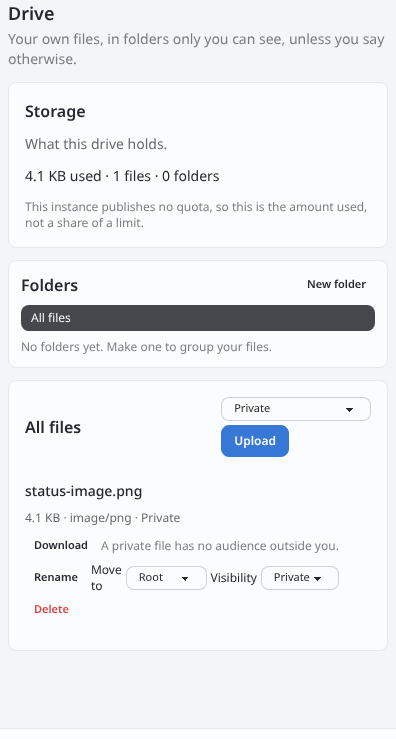 Drive
Your own files, in folders only you can see, unless you say
otherwise.
Storage
What this drive holds.
4.1 KB used · 1 files · 0 folders
This instance publishes no quota, so this is the amount used,
not a share of a limit.
Folders
New folder
All files
No folders yet. Make one to group your files.
Private
All files
Upload
status-image.png
4.1 KB · image/png · Private
Download A private file has no audience outside you.
Rename Move to Root Visibility Private
Delete